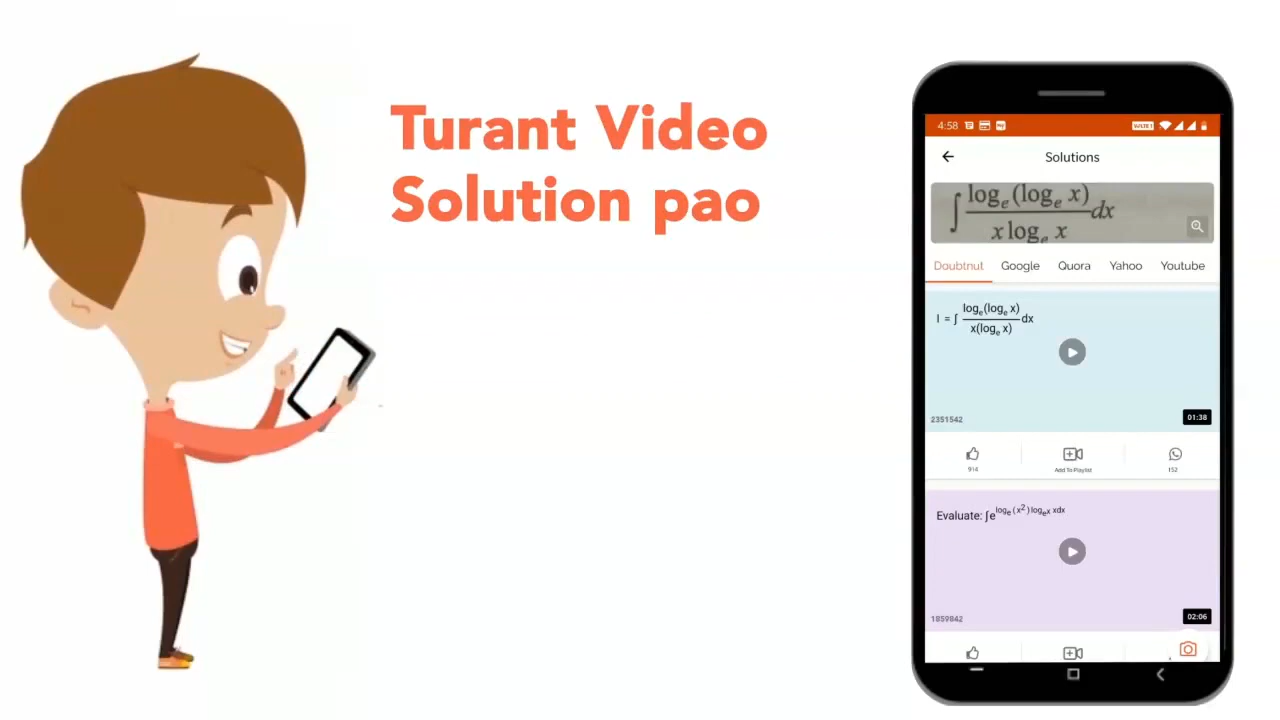 Turant Video
Solution pao
4:58
Solutions
∫ log_e (log_e x) / x log_e x dx
Doubtnut Google Quora Yahoo Youtube
I = ∫ log_e(log_e x) / x(log_e x) dx
2351542 01:38
914 Add To Playlist 152
Evaluate: ∫e^log_e (x^2) log_e x xdx
1859842 02:06